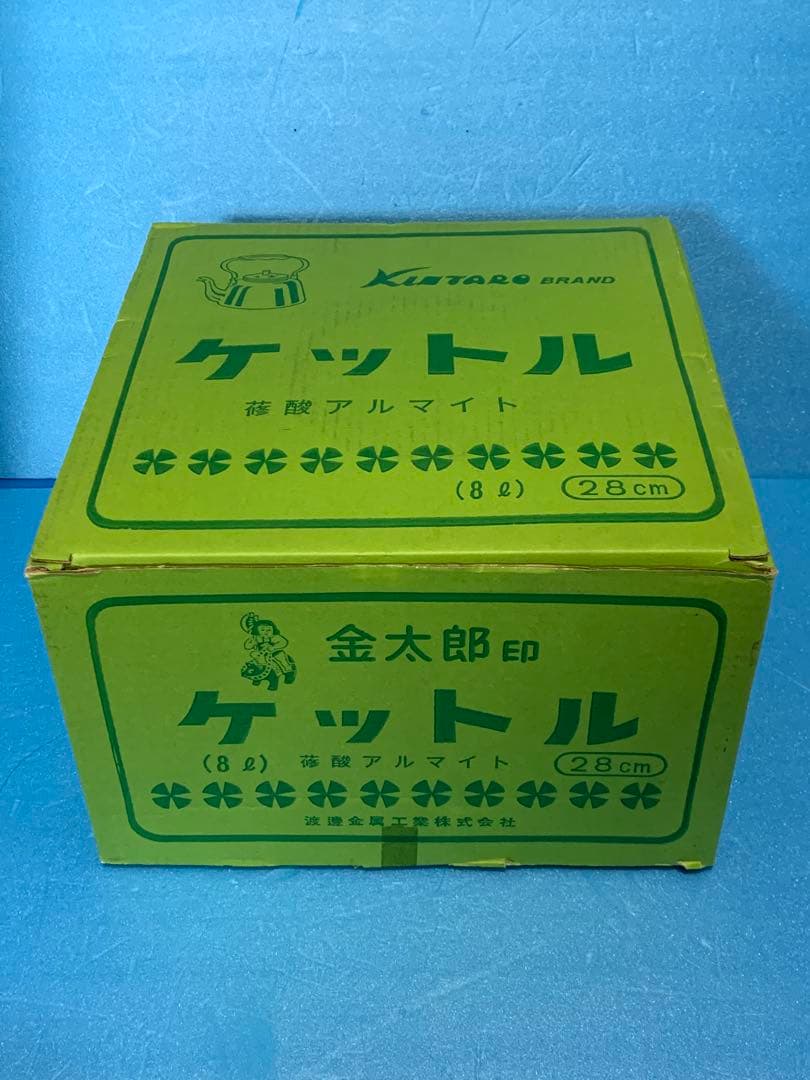 KINTARO BRAND
ケットル
蓚酸アルマイト
(8ℓ) 28cm
金太郎印
ケットル
(8ℓ) 蓚酸アルマイト 28cm
渡邉金属工業株式会社